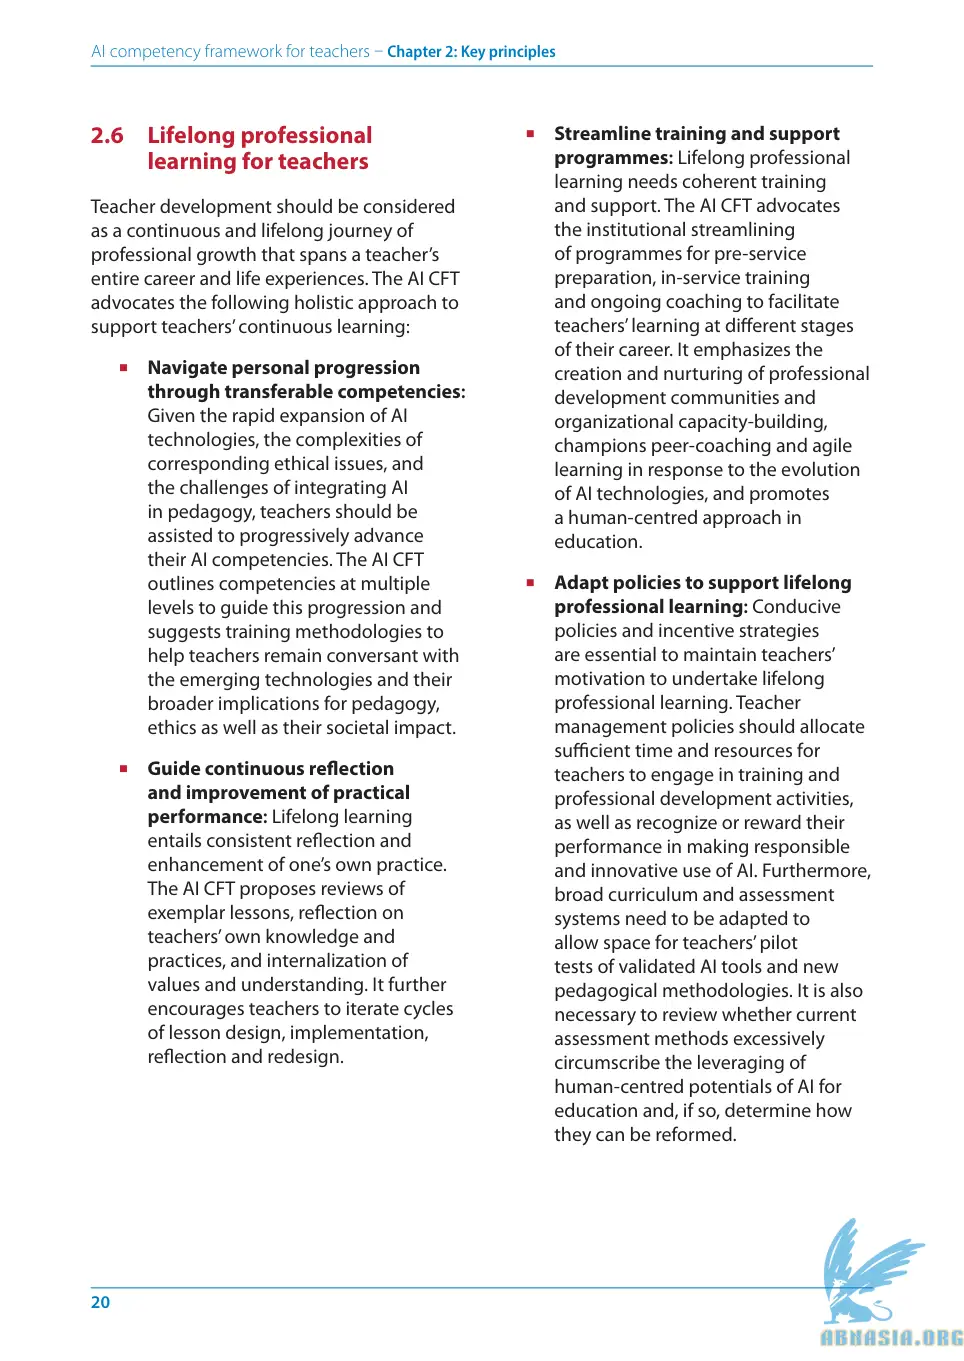 AI competency framework for teachers – Chapter 2: Key principles
2.6 Lifelong professional
learning for teachers
Teacher development should be considered
as a continuous and lifelong journey of
professional growth that spans a teacher’s
entire career and life experiences. The AI CFT
advocates the following holistic approach to
support teachers’ continuous learning:
▪ Navigate personal progression
through transferable competencies:
Given the rapid expansion of AI
technologies, the complexities of
corresponding ethical issues, and
the challenges of integrating AI
in pedagogy, teachers should be
assisted to progressively advance
their AI competencies. The AI CFT
outlines competencies at multiple
levels to guide this progression and
suggests training methodologies to
help teachers remain conversant with
the emerging technologies and their
broader implications for pedagogy,
ethics as well as their societal impact.
▪ Guide continuous reflection
and improvement of practical
performance: Lifelong learning
entails consistent reflection and
enhancement of one’s own practice.
The AI CFT proposes reviews of
exemplar lessons, reflection on
teachers’ own knowledge and
practices, and internalization of
values and understanding. It further
encourages teachers to iterate cycles
of lesson design, implementation,
reflection and redesign.
▪ Streamline training and support
programmes: Lifelong professional
learning needs coherent training
and support. The AI CFT advocates
the institutional streamlining
of programmes for pre-service
preparation, in-service training
and ongoing coaching to facilitate
teachers’ learning at different stages
of their career. It emphasizes the
creation and nurturing of professional
development communities and
organizational capacity-building,
champions peer-coaching and agile
learning in response to the evolution
of AI technologies, and promotes
a human-centred approach in
education.
▪ Adapt policies to support lifelong
professional learning: Conducive
policies and incentive strategies
are essential to maintain teachers’
motivation to undertake lifelong
professional learning. Teacher
management policies should allocate
sufficient time and resources for
teachers to engage in training and
professional development activities,
as well as recognize or reward their
performance in making responsible
and innovative use of AI. Furthermore,
broad curriculum and assessment
systems need to be adapted to
allow space for teachers’ pilot
tests of validated AI tools and new
pedagogical methodologies. It is also
necessary to review whether current
assessment methods excessively
circumscribe the leveraging of
human-centred potentials of AI for
education and, if so, determine how
they can be reformed.
20
ABNASIA.ORG